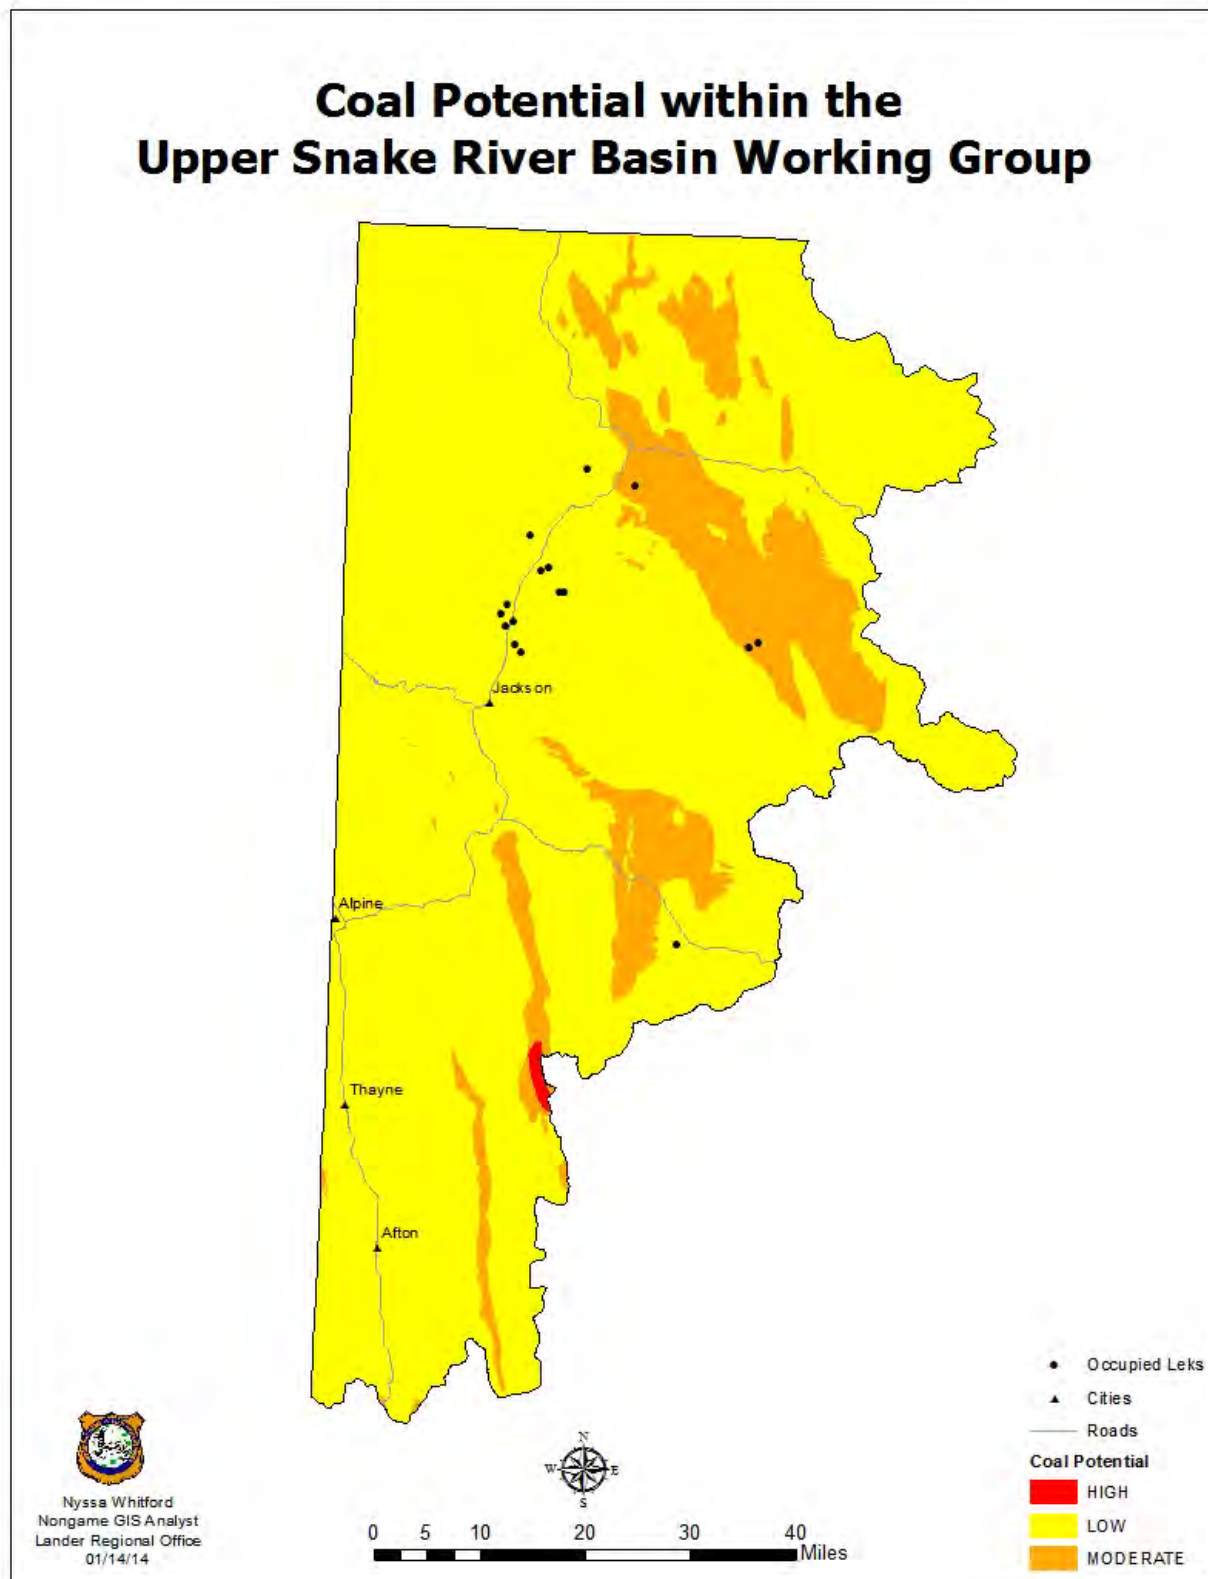 Coal Potential within the
Upper Snake River Basin Working Group
Jackson
Alpine
Thayne
Afton
Occupied Leks
Cities
Roads
Coal Potential
HIGH
LOW
MODERATE
N
W E
S
Nyssa Whitford
Nongame GIS Analyst
Lander Regional Office
01/14/14
0 5 10 20 30 40
Miles